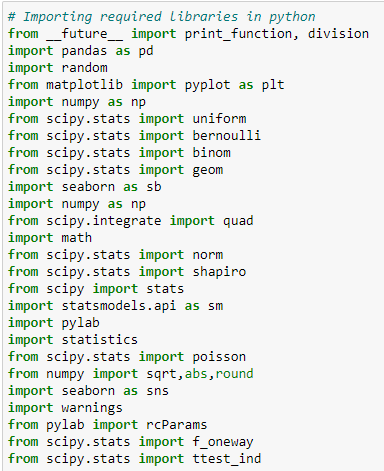 # Importing required Libraries in python
from __future__ import print_function, division
import pandas as pd
import random
from matplotlib import pyplot as plt
import numpy as np
from scipy.stats import uniform
from scipy.stats import bernoulli
from scipy.stats import binom
from scipy.stats import geom
import seaborn as sb
import numpy as np
from scipy.integrate import quad
import math
from scipy.stats import norm
from scipy.stats import shapiro
from scipy import stats
import statsmodels.api as sm
import pylab
import statistics
from scipy.stats import poisson
from numpy import sqrt,abs,round
import seaborn as sns
import warnings
from pylab import rcParams
from scipy.stats import f_oneway
from scipy.stats import ttest_ind